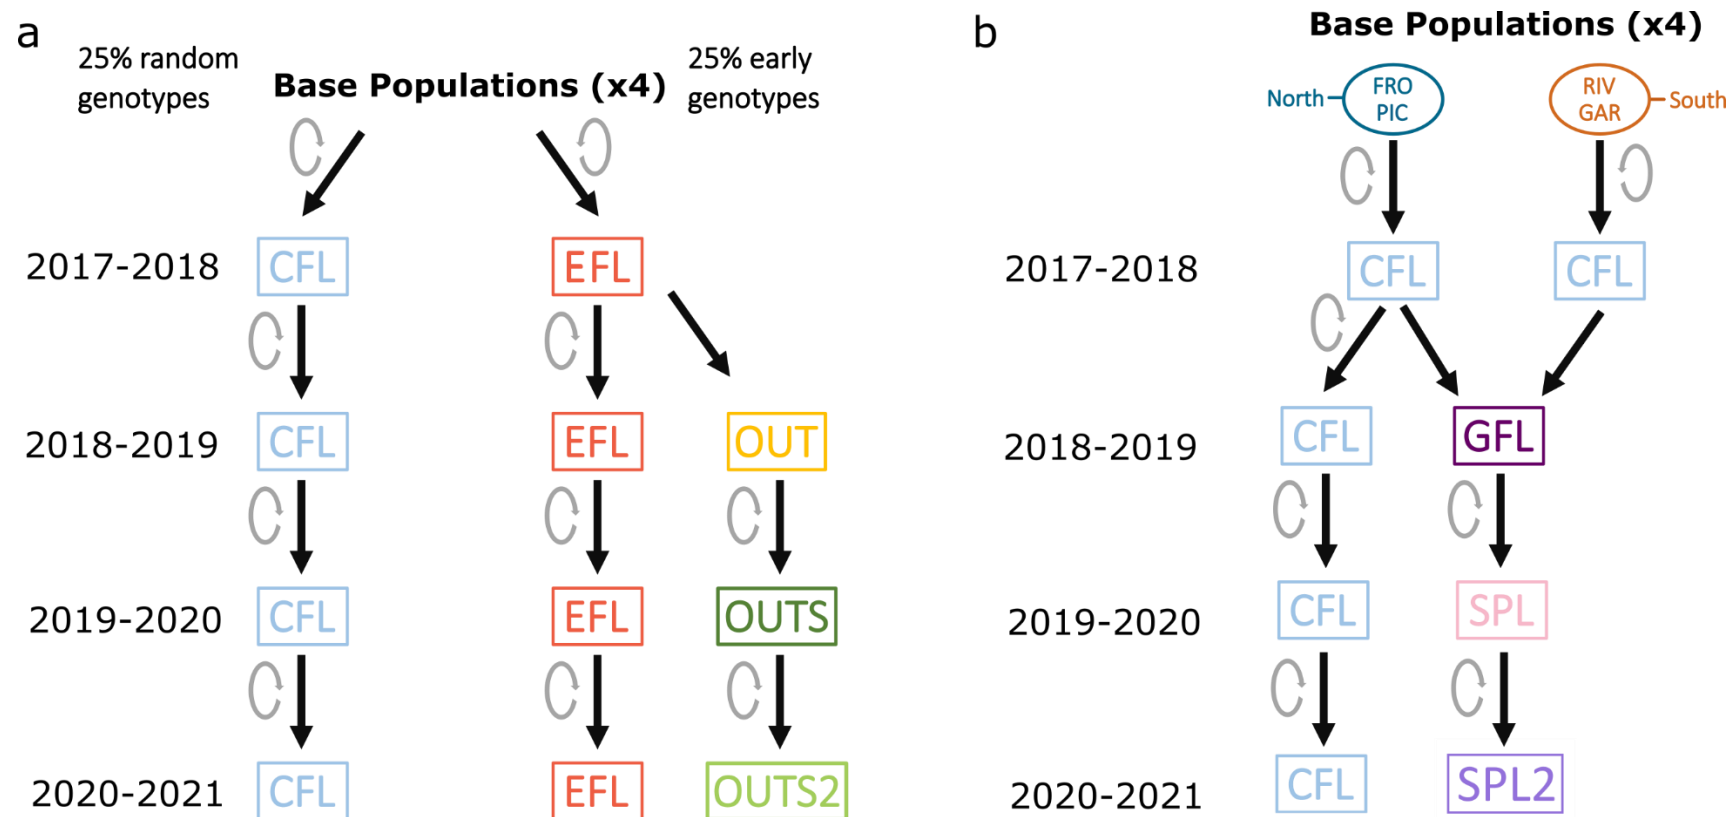 a
25% random
genotypes
Base Populations (x4)
25% early
genotypes
2017-2018
CFL
EFL
2018-2019
CFL
EFL
OUT
2019-2020
CFL
EFL
OUTS
2020-2021
CFL
EFL
OUTS2
b
Base Populations (x4)
North
FRO
PIC
RIV
GAR
South
2017-2018
CFL
CFL
2018-2019
CFL
GFL
2019-2020
CFL
SPL
2020-2021
CFL
SPL2